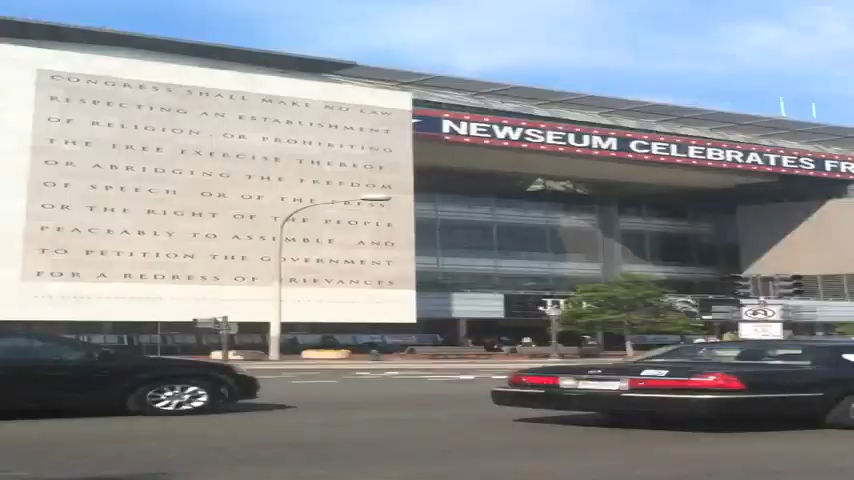 CONGRESS SHALL MAKE NO LAW
RESPECTING AN ESTABLISHMENT
OF RELIGION, OR PROHIBITING
THE FREE EXERCISE THEREOF;
OR ABRIDGING THE FREEDOM
OF SPEECH, OR OF THE PRESS;
OR THE RIGHT OF THE PEOPLE
PEACEABLY TO ASSEMBLE, AND
TO PETITION THE GOVERNMENT
FOR A REDRESS OF GRIEVANCES.
NEWSEUM CELEBRATES FR